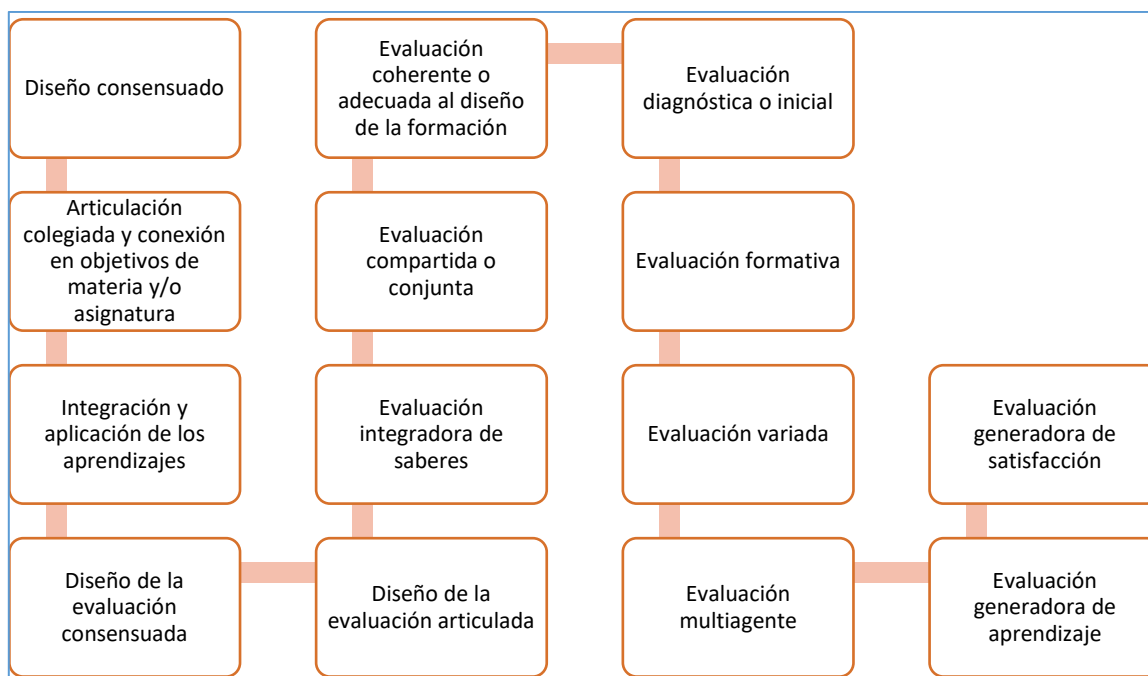 Diseño consensuado
Articulación
colegiada y conexión
en objetivos de
materia y/o
asignatura
Integración y
aplicación de los
aprendizajes
Diseño de la
evaluación
consensuada
Diseño de la
evaluación articulada
Evaluación
integradora de
saberes
Evaluación
compartida o
conjunta
Evaluación
coherente o
adecuada al diseño
de la formación
Evaluación
diagnóstica o inicial
Evaluación formativa
Evaluación variada
Evaluación
multiagente
Evaluación
generadora de
aprendizaje
Evaluación
generadora de
satisfacción